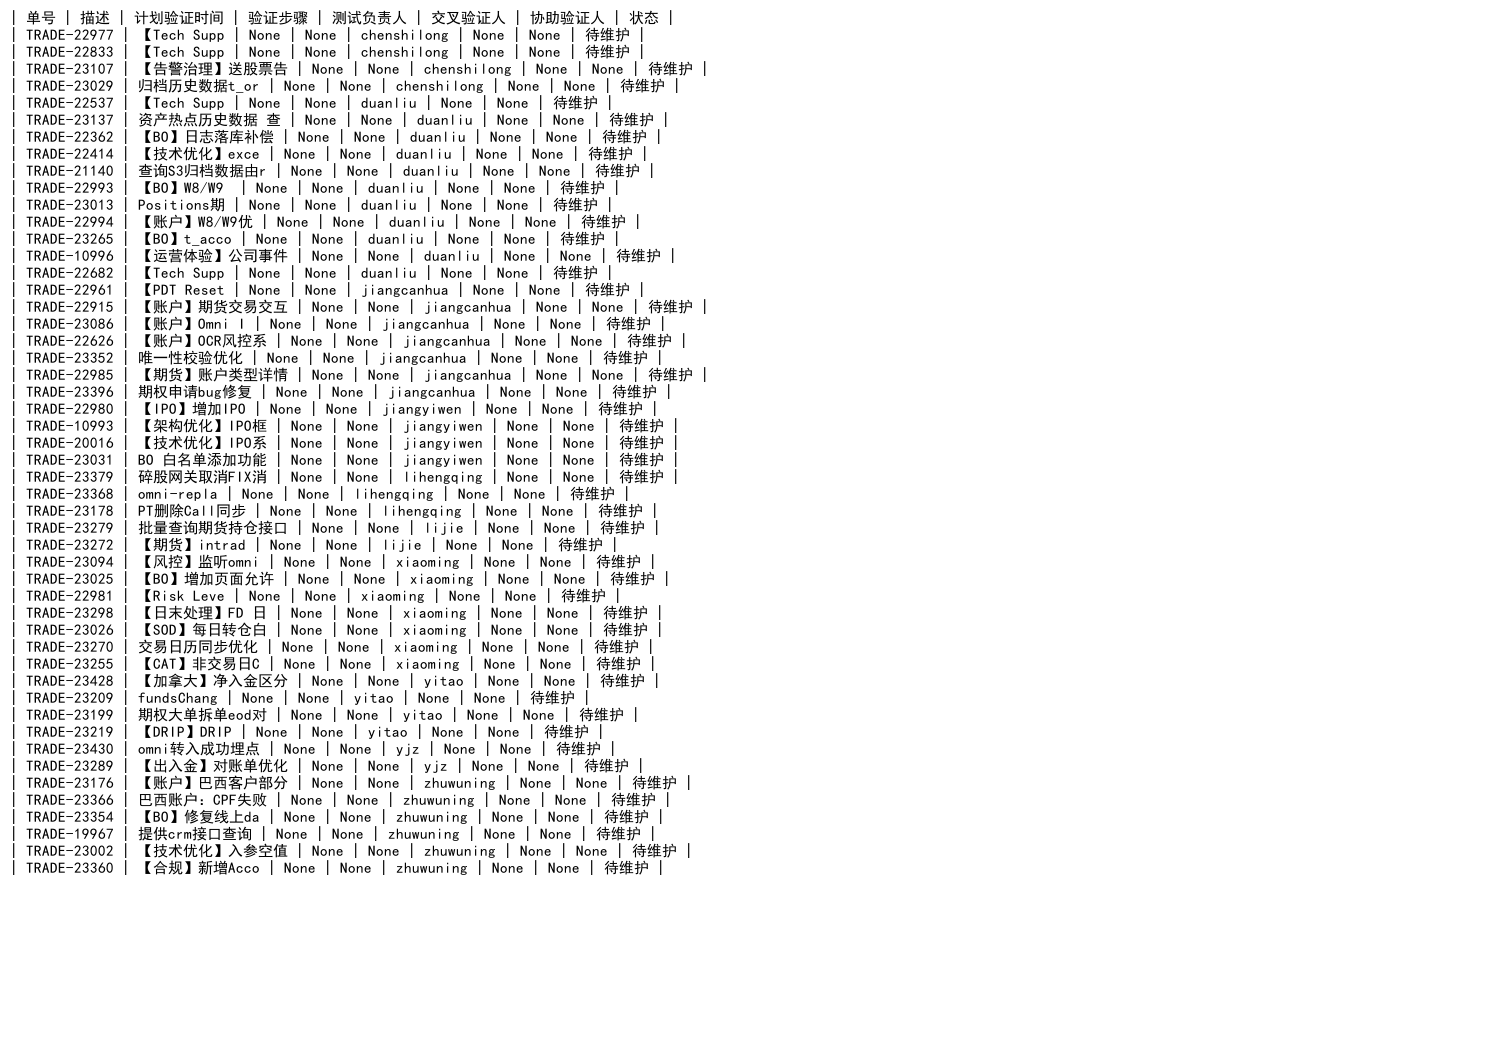 | 单号 | 描述 | 计划验证时间 | 验证步骤 | 测试负责人 | 交叉验证人 | 协助验证人 | 状态 |
| TRADE-22977 | 【Tech Supp | None | None | chenshilong | None | None | 待维护 |
| TRADE-22833 | 【Tech Supp | None | None | chenshilong | None | None | 待维护 |
| TRADE-23107 | 【告警治理】送股票告 | None | None | chenshilong | None | None | 待维护 |
| TRADE-23029 | 归档历史数据t_or | None | None | chenshilong | None | None | 待维护 |
| TRADE-22537 | 【Tech Supp | None | None | duanliu | None | None | 待维护 |
| TRADE-23137 | 资产热点历史数据 查 | None | None | duanliu | None | None | 待维护 |
| TRADE-22362 | 【BO】日志落库补偿 | None | None | duanliu | None | None | 待维护 |
| TRADE-22414 | 【技术优化】exce | None | None | duanliu | None | None | 待维护 |
| TRADE-21140 | 查询S3归档数据由r | None | None | duanliu | None | None | 待维护 |
| TRADE-22993 | 【BO】W8/W9  | None | None | duanliu | None | None | 待维护 |
| TRADE-23013 | Positions期 | None | None | duanliu | None | None | 待维护 |
| TRADE-22994 | 【账户】W8/W9优 | None | None | duanliu | None | None | 待维护 |
| TRADE-23265 | 【BO】t_acco | None | None | duanliu | None | None | 待维护 |
| TRADE-10996 | 【运营体验】公司事件 | None | None | duanliu | None | None | 待维护 |
| TRADE-22682 | 【Tech Supp | None | None | duanliu | None | None | 待维护 |
| TRADE-22961 | 【PDT Reset | None | None | jiangcanhua | None | None | 待维护 |
| TRADE-22915 | 【账户】期货交易交互 | None | None | jiangcanhua | None | None | 待维护 |
| TRADE-23086 | 【账户】Omni l | None | None | jiangcanhua | None | None | 待维护 |
| TRADE-22626 | 【账户】OCR风控系 | None | None | jiangcanhua | None | None | 待维护 |
| TRADE-23352 | 唯一性校验优化 | None | None | jiangcanhua | None | None | 待维护 |
| TRADE-22985 | 【期货】账户类型详情 | None | None | jiangcanhua | None | None | 待维护 |
| TRADE-23396 | 期权申请bug修复 | None | None | jiangcanhua | None | None | 待维护 |
| TRADE-22980 | 【IPO】增加IPO | None | None | jiangyiwen | None | None | 待维护 |
| TRADE-10993 | 【架构优化】IPO框 | None | None | jiangyiwen | None | None | 待维护 |
| TRADE-20016 | 【技术优化】IPO系 | None | None | jiangyiwen | None | None | 待维护 |
| TRADE-23031 | BO 白名单添加功能 | None | None | jiangyiwen | None | None | 待维护 |
| TRADE-23379 | 碎股网关取消FIX消 | None | None | lihengqing | None | None | 待维护 |
| TRADE-23368 | omni-repla | None | None | lihengqing | None | None | 待维护 |
| TRADE-23178 | PT删除Call同步 | None | None | lihengqing | None | None | 待维护 |
| TRADE-23279 | 批量查询期货持仓接口 | None | None | lijie | None | None | 待维护 |
| TRADE-23272 | 【期货】intrad | None | None | lijie | None | None | 待维护 |
| TRADE-23094 | 【风控】监听omni | None | None | xiaoming | None | None | 待维护 |
| TRADE-23025 | 【BO】增加页面允许 | None | None | xiaoming | None | None | 待维护 |
| TRADE-22981 | 【Risk Leve | None | None | xiaoming | None | None | 待维护 |
| TRADE-23298 | 【日末处理】FD 日 | None | None | xiaoming | None | None | 待维护 |
| TRADE-23026 | 【SOD】每日转仓白 | None | None | xiaoming | None | None | 待维护 |
| TRADE-23270 | 交易日历同步优化 | None | None | xiaoming | None | None | 待维护 |
| TRADE-23255 | 【CAT】非交易日C | None | None | xiaoming | None | None | 待维护 |
| TRADE-23428 | 【加拿大】净入金区分 | None | None | yitao | None | None | 待维护 |
| TRADE-23209 | fundsChang | None | None | yitao | None | None | 待维护 |
| TRADE-23199 | 期权大单拆单eod对 | None | None | yitao | None | None | 待维护 |
| TRADE-23219 | 【DRIP】DRIP | None | None | yitao | None | None | 待维护 |
| TRADE-23430 | omni转入成功埋点 | None | None | yjz | None | None | 待维护 |
| TRADE-23289 | 【出入金】对账单优化 | None | None | yjz | None | None | 待维护 |
| TRADE-23176 | 【账户】巴西客户部分 | None | None | zhuwuning | None | None | 待维护 |
| TRADE-23366 | 巴西账户：CPF失败 | None | None | zhuwuning | None | None | 待维护 |
| TRADE-23354 | 【BO】修复线上da | None | None | zhuwuning | None | None | 待维护 |
| TRADE-19967 | 提供crm接口查询 | None | None | zhuwuning | None | None | 待维护 |
| TRADE-23002 | 【技术优化】入参空值 | None | None | zhuwuning | None | None | 待维护 |
| TRADE-23360 | 【合规】新增Acco | None | None | zhuwuning | None | None | 待维护 |